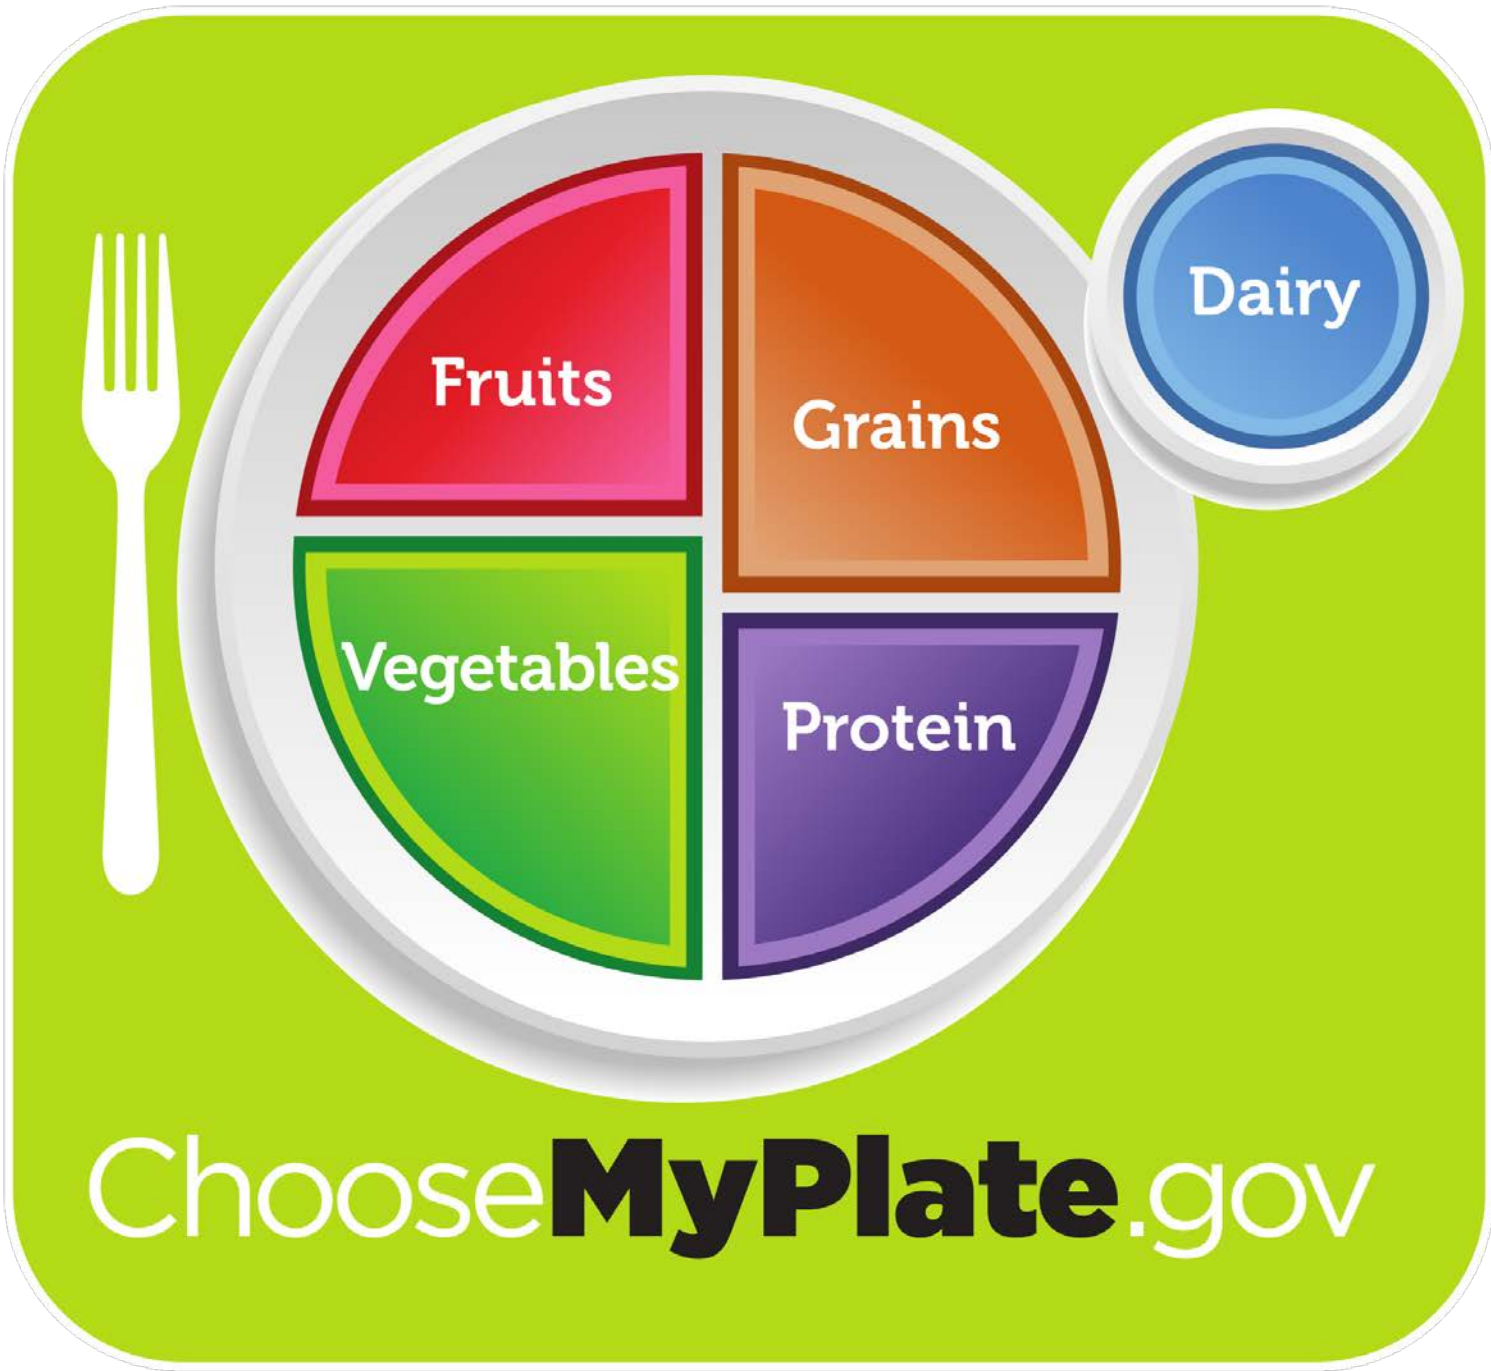 Fruits
Grains
Dairy
Vegetables
Protein
ChooseMyPlate.gov